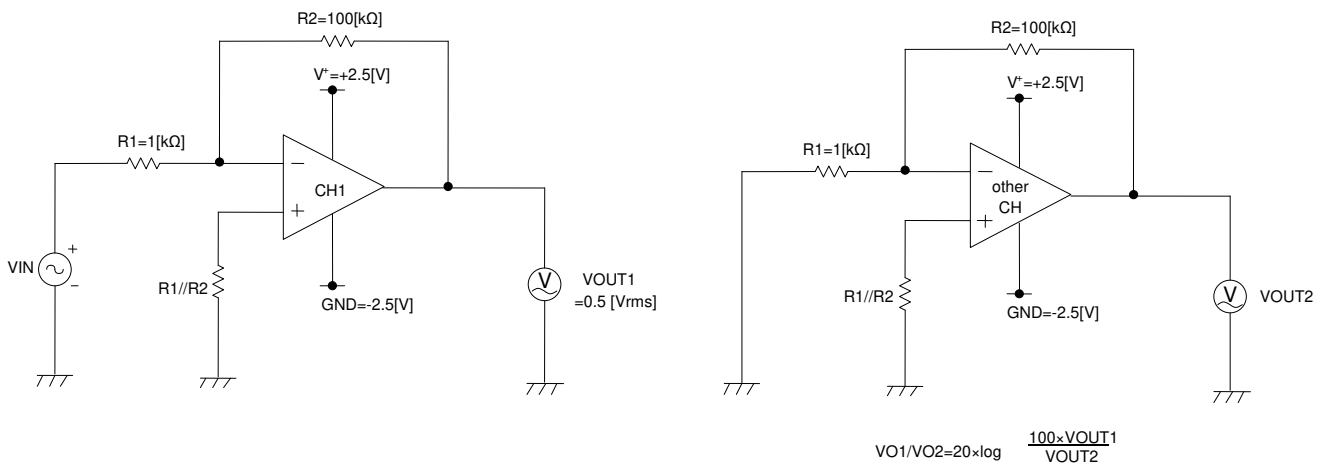 R2=100[kΩ]
V⁺=+2.5[V]
R1=1[kΩ]
−
CH1
+
VIN
+
−
R1//R2
GND=-2.5[V]
V
VOUT1
=0.5 [Vrms]
R2=100[kΩ]
V⁺=+2.5[V]
R1=1[kΩ]
−
other
CH
+
R1//R2
GND=-2.5[V]
V
VOUT2
VO1/VO2=20×log 100×VOUT1
VOUT2